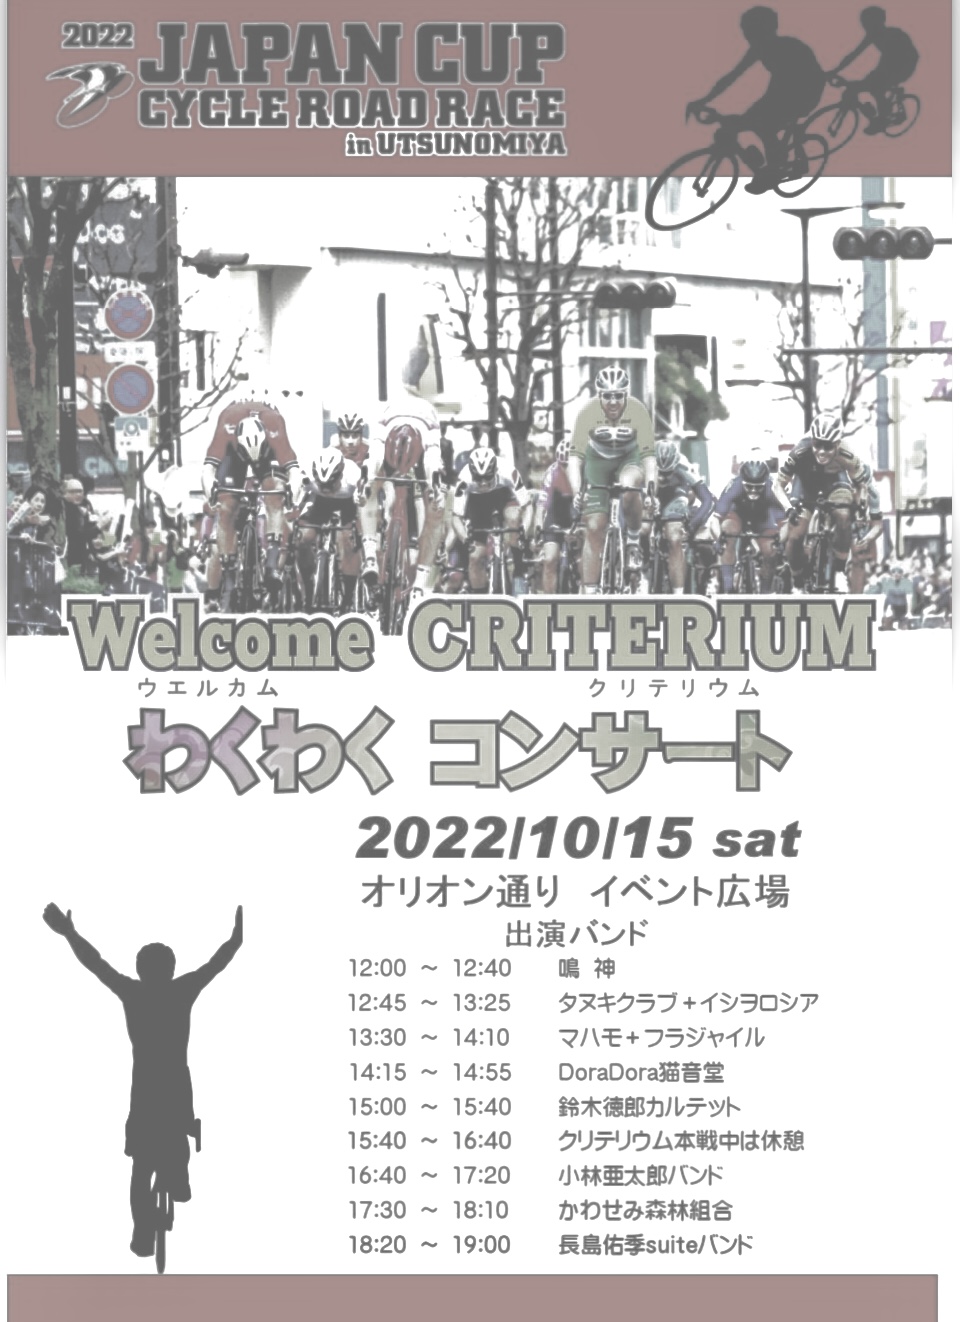 2022
JAPAN CUP
CYCLE ROAD RACE
in UTSUNOMIYA
Welcome CRITERIUM
ウエルカム クリテリウム
わくわく コンサート
2022/10/15 sat
オリオン通り イベント広場
出演バンド
12:00 ～ 12:40 鳴神
12:45 ～ 13:25 タヌキクラブ+イシヲロシア
13:30 ～ 14:10 マハモ+フラジャイル
14:15 ～ 14:55 DoraDora猫音堂
15:00 ～ 15:40 鈴木徳郎カルテット
15:40 ～ 16:40 クリテリウム本戦中は休憩
16:40 ～ 17:20 小林亜太郎バンド
17:30 ～ 18:10 かわせみ森林組合
18:20 ～ 19:00 長島佑季suiteバンド